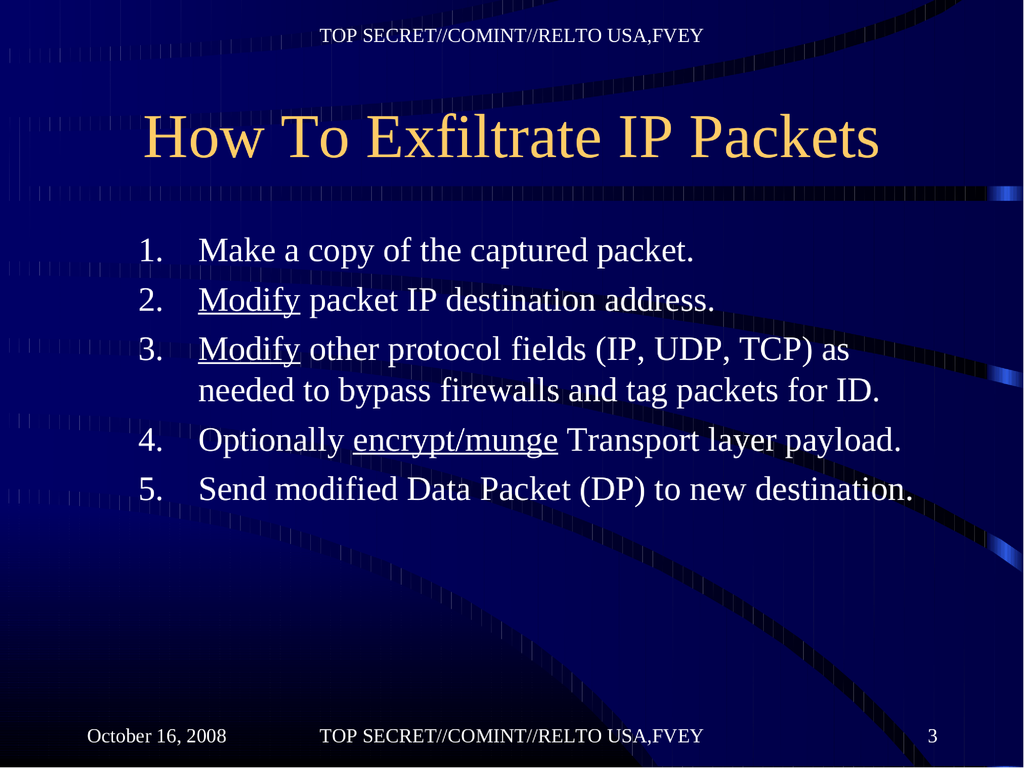 TOP SECRET//COMINT//RELTO USA,FVEY
How To Exfiltrate IP Packets
1. Make a copy of the captured packet.
2. Modify packet IP destination address.
3. Modify other protocol fields (IP, UDP, TCP) as
needed to bypass firewalls and tag packets for ID.
4. Optionally encrypt/munge Transport layer payload.
5. Send modified Data Packet (DP) to new destination.
October 16, 2008 TOP SECRET//COMINT//RELTO USA,FVEY 3